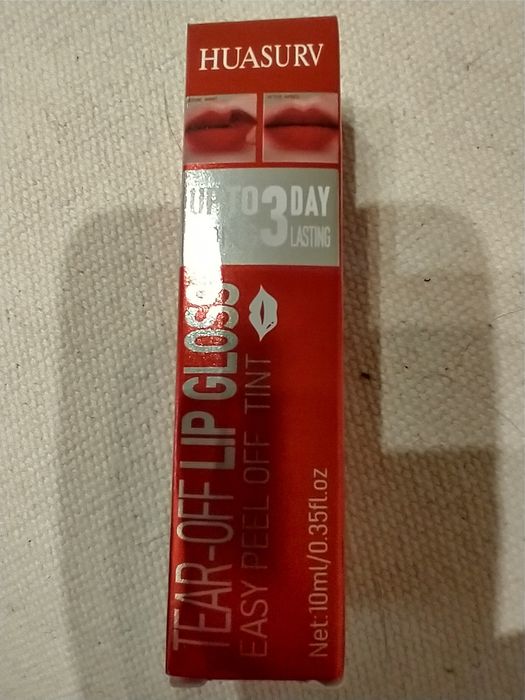 HUASURV
UP TO 3 DAY
LASTING
TEAR-OFF LIP GLOSS
EASY PEEL OFF TINT
Net:10ml/0.35fl.oz